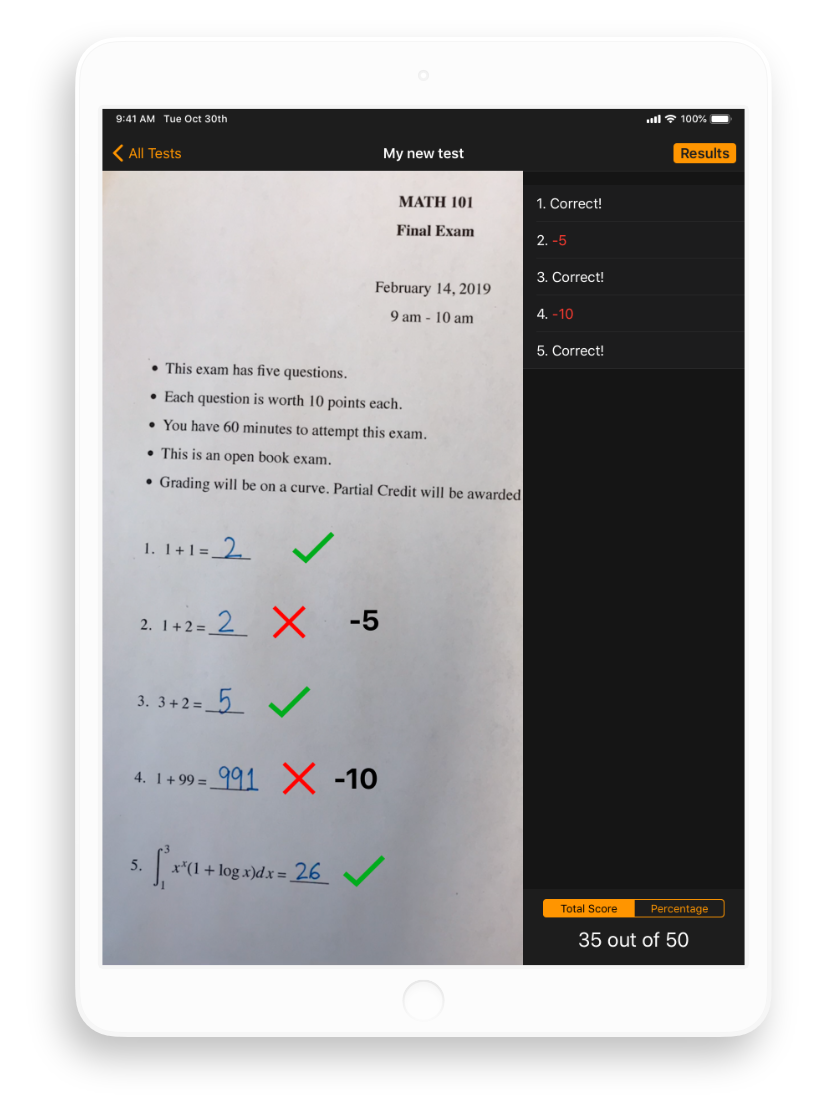 9:41 AM Tue Oct 30th 100%
All Tests My new test Results
MATH 101
Final Exam
February 14, 2019
9 am - 10 am
• This exam has five questions.
• Each question is worth 10 points each.
• You have 60 minutes to attempt this exam.
• This is an open book exam.
• Grading will be on a curve. Partial Credit will be awarded
1. 1 + 1 = 2
2. 1 + 2 = 2 -5
3. 3 + 2 = 5
4. 1 + 99 = 991 -10
5. ∫₁³ xˣ(1 + log x)dx = 26
1. Correct!
2. -5
3. Correct!
4. -10
5. Correct!
Total Score Percentage
35 out of 50